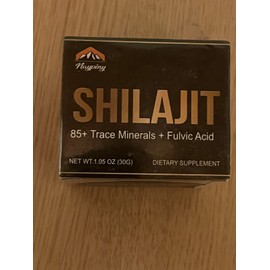 SHILAJIT
85+ Trace Minerals + Fulvic Acid
NET WT.1.05 OZ (30G)
DIETARY SUPPLEMENT